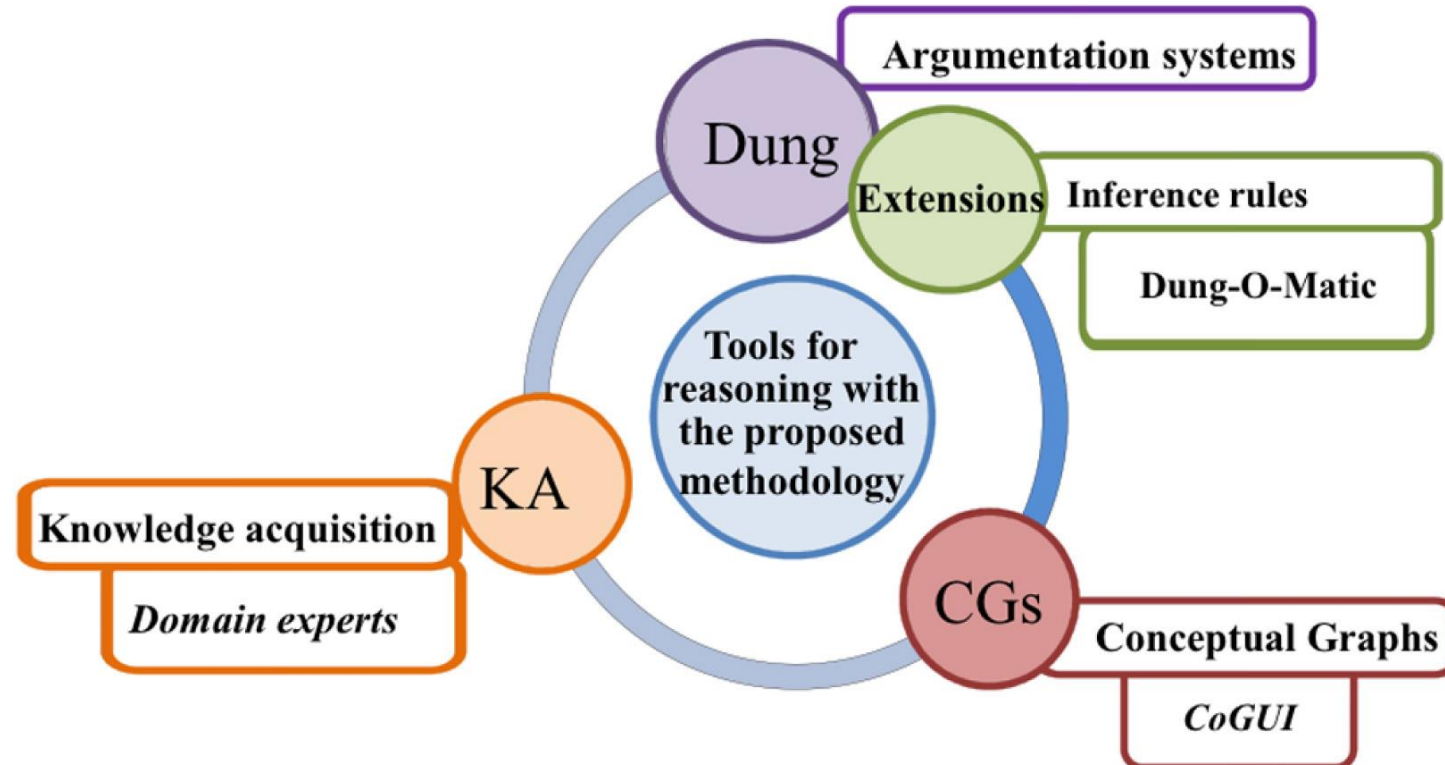 Argumentation systems
Dung
Extensions
Inference rules
Dung-O-Matic
Tools for
reasoning with
the proposed
methodology
KA
Knowledge acquisition
Domain experts
CGs
Conceptual Graphs
CoGUI